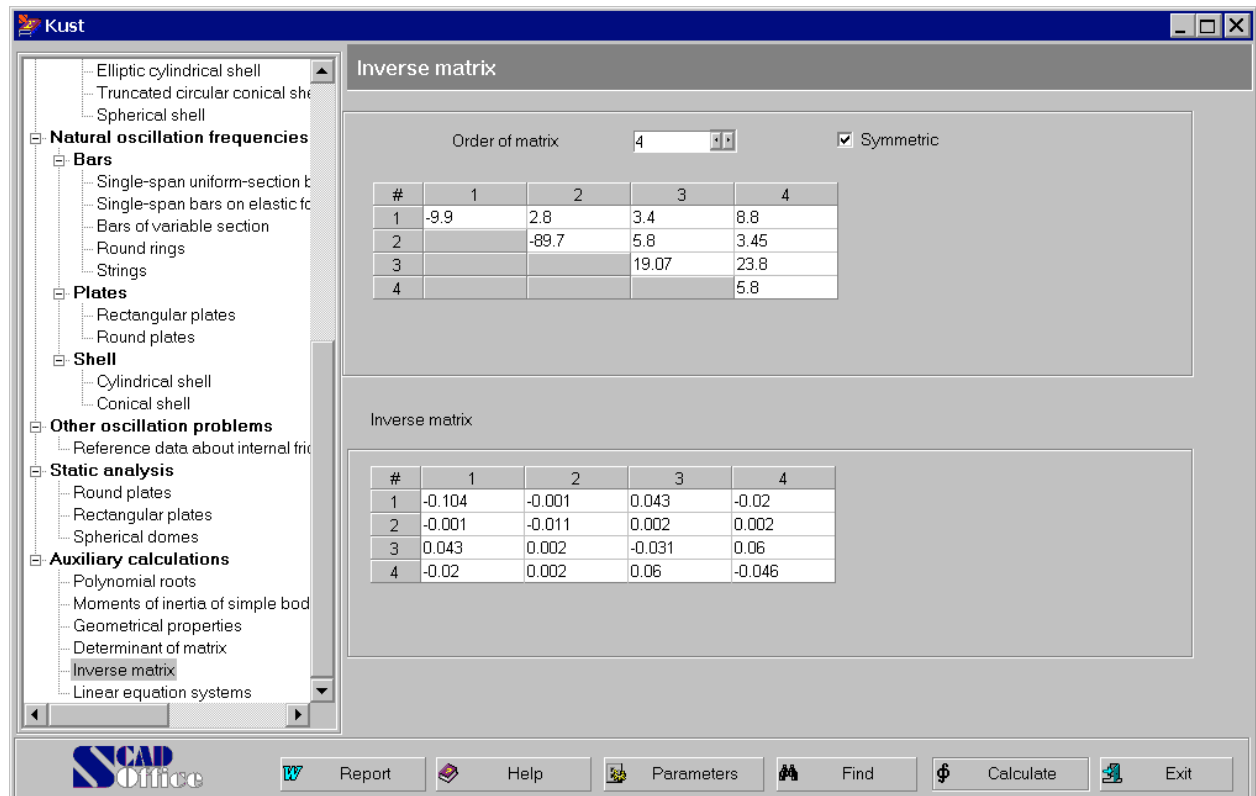 Kust
Elliptic cylindrical shell
Truncated circular conical she
Spherical shell
Natural oscillation frequencies
Bars
Single-span uniform-section b
Single-span bars on elastic fo
Bars of variable section
Round rings
Strings
Plates
Rectangular plates
Round plates
Shell
Cylindrical shell
Conical shell
Other oscillation problems
Reference data about internal fric
Static analysis
Round plates
Rectangular plates
Spherical domes
Auxiliary calculations
Polynomial roots
Moments of inertia of simple bod
Geometrical properties
Determinant of matrix
Inverse matrix
Linear equation systems
Inverse matrix
Order of matrix 4 Symmetric
# 1 2 3 4
1 -9.9 2.8 3.4 8.8
2 -89.7 5.8 3.45
3 19.07 23.8
4 5.8
Inverse matrix
# 1 2 3 4
1 -0.104 -0.001 0.043 -0.02
2 -0.001 -0.011 0.002 0.002
3 0.043 0.002 -0.031 0.06
4 -0.02 0.002 0.06 -0.046
SCAD
Office
Report Help Parameters Find Calculate Exit